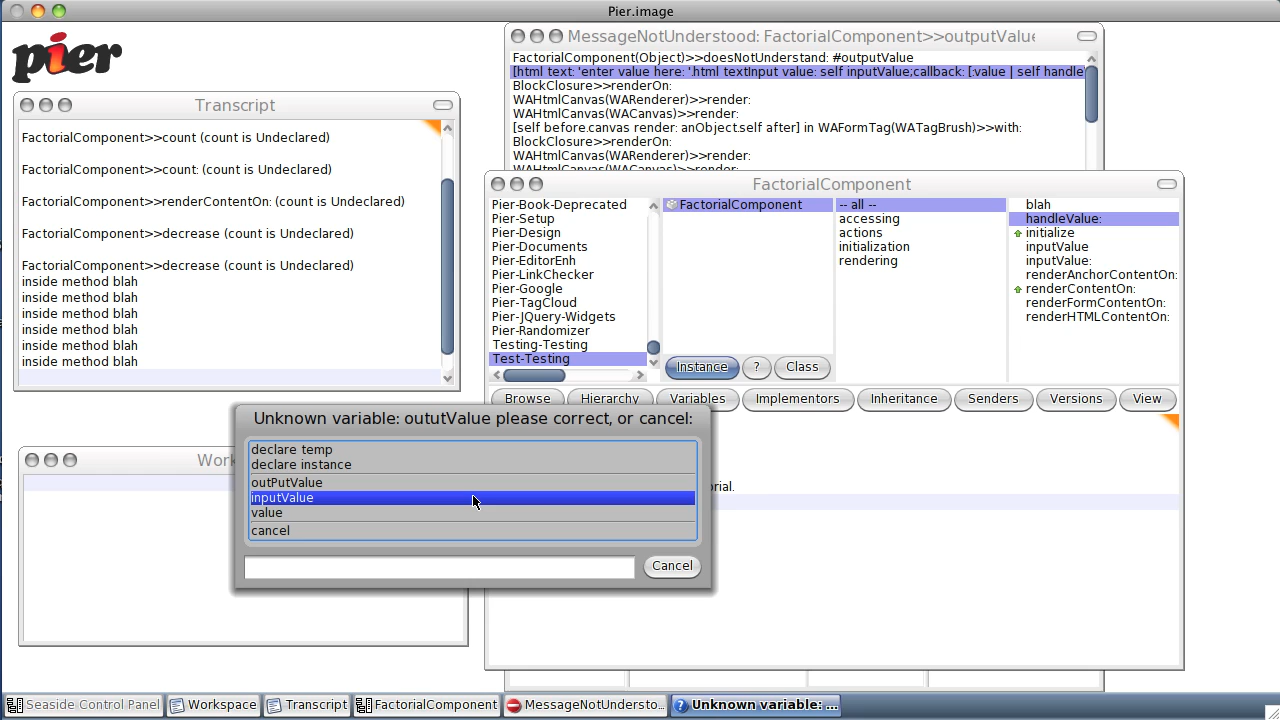 Pier.image
pier
MessageNotUnderstood: FactorialComponent>>outputValue
FactorialComponent(Object)>>doesNotUnderstand: #outputValue
[html text: 'enter value here: '.html textInput value: self inputValue;callback: [:value | self handle
BlockClosure>>renderOn:
WAHtmlCanvas(WARenderer)>>render:
WAHtmlCanvas(WACanvas)>>render:
[self before.canvas render: anObject.self after] in WAFormTag(WATagBrush)>>with:
BlockClosure>>renderOn:
WAHtmlCanvas(WARenderer)>>render:
WAHtmlCanvas(WACanvas)>>render:
Transcript
FactorialComponent>>count (count is Undeclared)
FactorialComponent>>count: (count is Undeclared)
FactorialComponent>>renderContentOn: (count is Undeclared)
FactorialComponent>>decrease (count is Undeclared)
FactorialComponent>>decrease (count is Undeclared)
inside method blah
inside method blah
inside method blah
inside method blah
inside method blah
inside method blah
FactorialComponent
Pier-Book-Deprecated
Pier-Setup
Pier-Design
Pier-Documents
Pier-EditorEnh
Pier-LinkChecker
Pier-Google
Pier-TagCloud
Pier-JQuery-Widgets
Pier-Randomizer
Testing-Testing
Test-Testing
FactorialComponent
Instance ? Class
-- all --
accessing
actions
initialization
rendering
blah
handleValue:
initialize
inputValue
inputValue:
renderAnchorContentOn:
renderContentOn:
renderFormContentOn:
renderHTMLContentOn:
Browse Hierarchy Variables Implementors Inheritance Senders Versions View
orial.
Work
Unknown variable: oututValue please correct, or cancel:
declare temp
declare instance
outPutValue
inputValue
value
cancel
Cancel
Seaside Control Panel Workspace Transcript FactorialComponent MessageNotUndersto... Unknown variable: ...